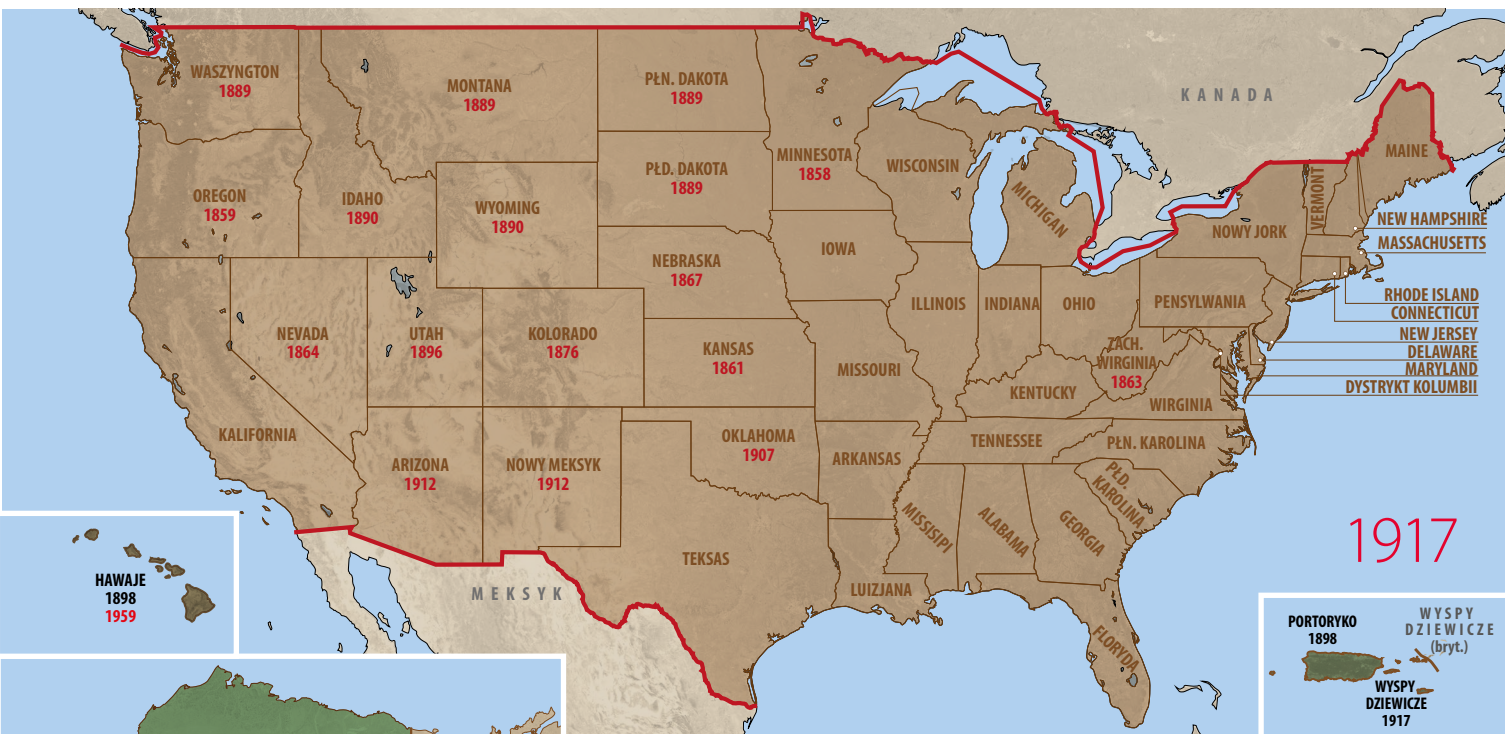 WASZYNGTON
1889
MONTANA
1889
PŁN. DAKOTA
1889
KANADA
MINNESOTA
1858
WISCONSIN
MICHIGAN
MAINE
VERMONT
NOWY JORK
NEW HAMPSHIRE
MASSACHUSETTS
OREGON
1859
IDAHO
1890
WYOMING
1890
PŁD. DAKOTA
1889
IOWA
NEBRASKA
1867
ILLINOIS
INDIANA
OHIO
PENSYLWANIA
RHODE ISLAND
CONNECTICUT
NEW JERSEY
DELAWARE
MARYLAND
DYSTRYKT KOLUMBII
NEVADA
1864
UTAH
1896
KOLORADO
1876
KANSAS
1861
MISSOURI
ZACH.
WIRGINIA
1863
KENTUCKY
WIRGINIA
KALIFORNIA
ARIZONA
1912
NOWY MEKSYK
1912
OKLAHOMA
1907
ARKANSAS
TENNESSEE
PŁN. KAROLINA
PŁD.
KAROLINA
MISSISIPI
ALABAMA
GEORGIA
TEKSAS
LUIZJANA
FLORYDA
MEKSYK
1917
HAWAJE
1898
1959
PORTORYKO
1898
WYSPY
DZIEWICZE
(bryt.)
WYSPY
DZIEWICZE
1917